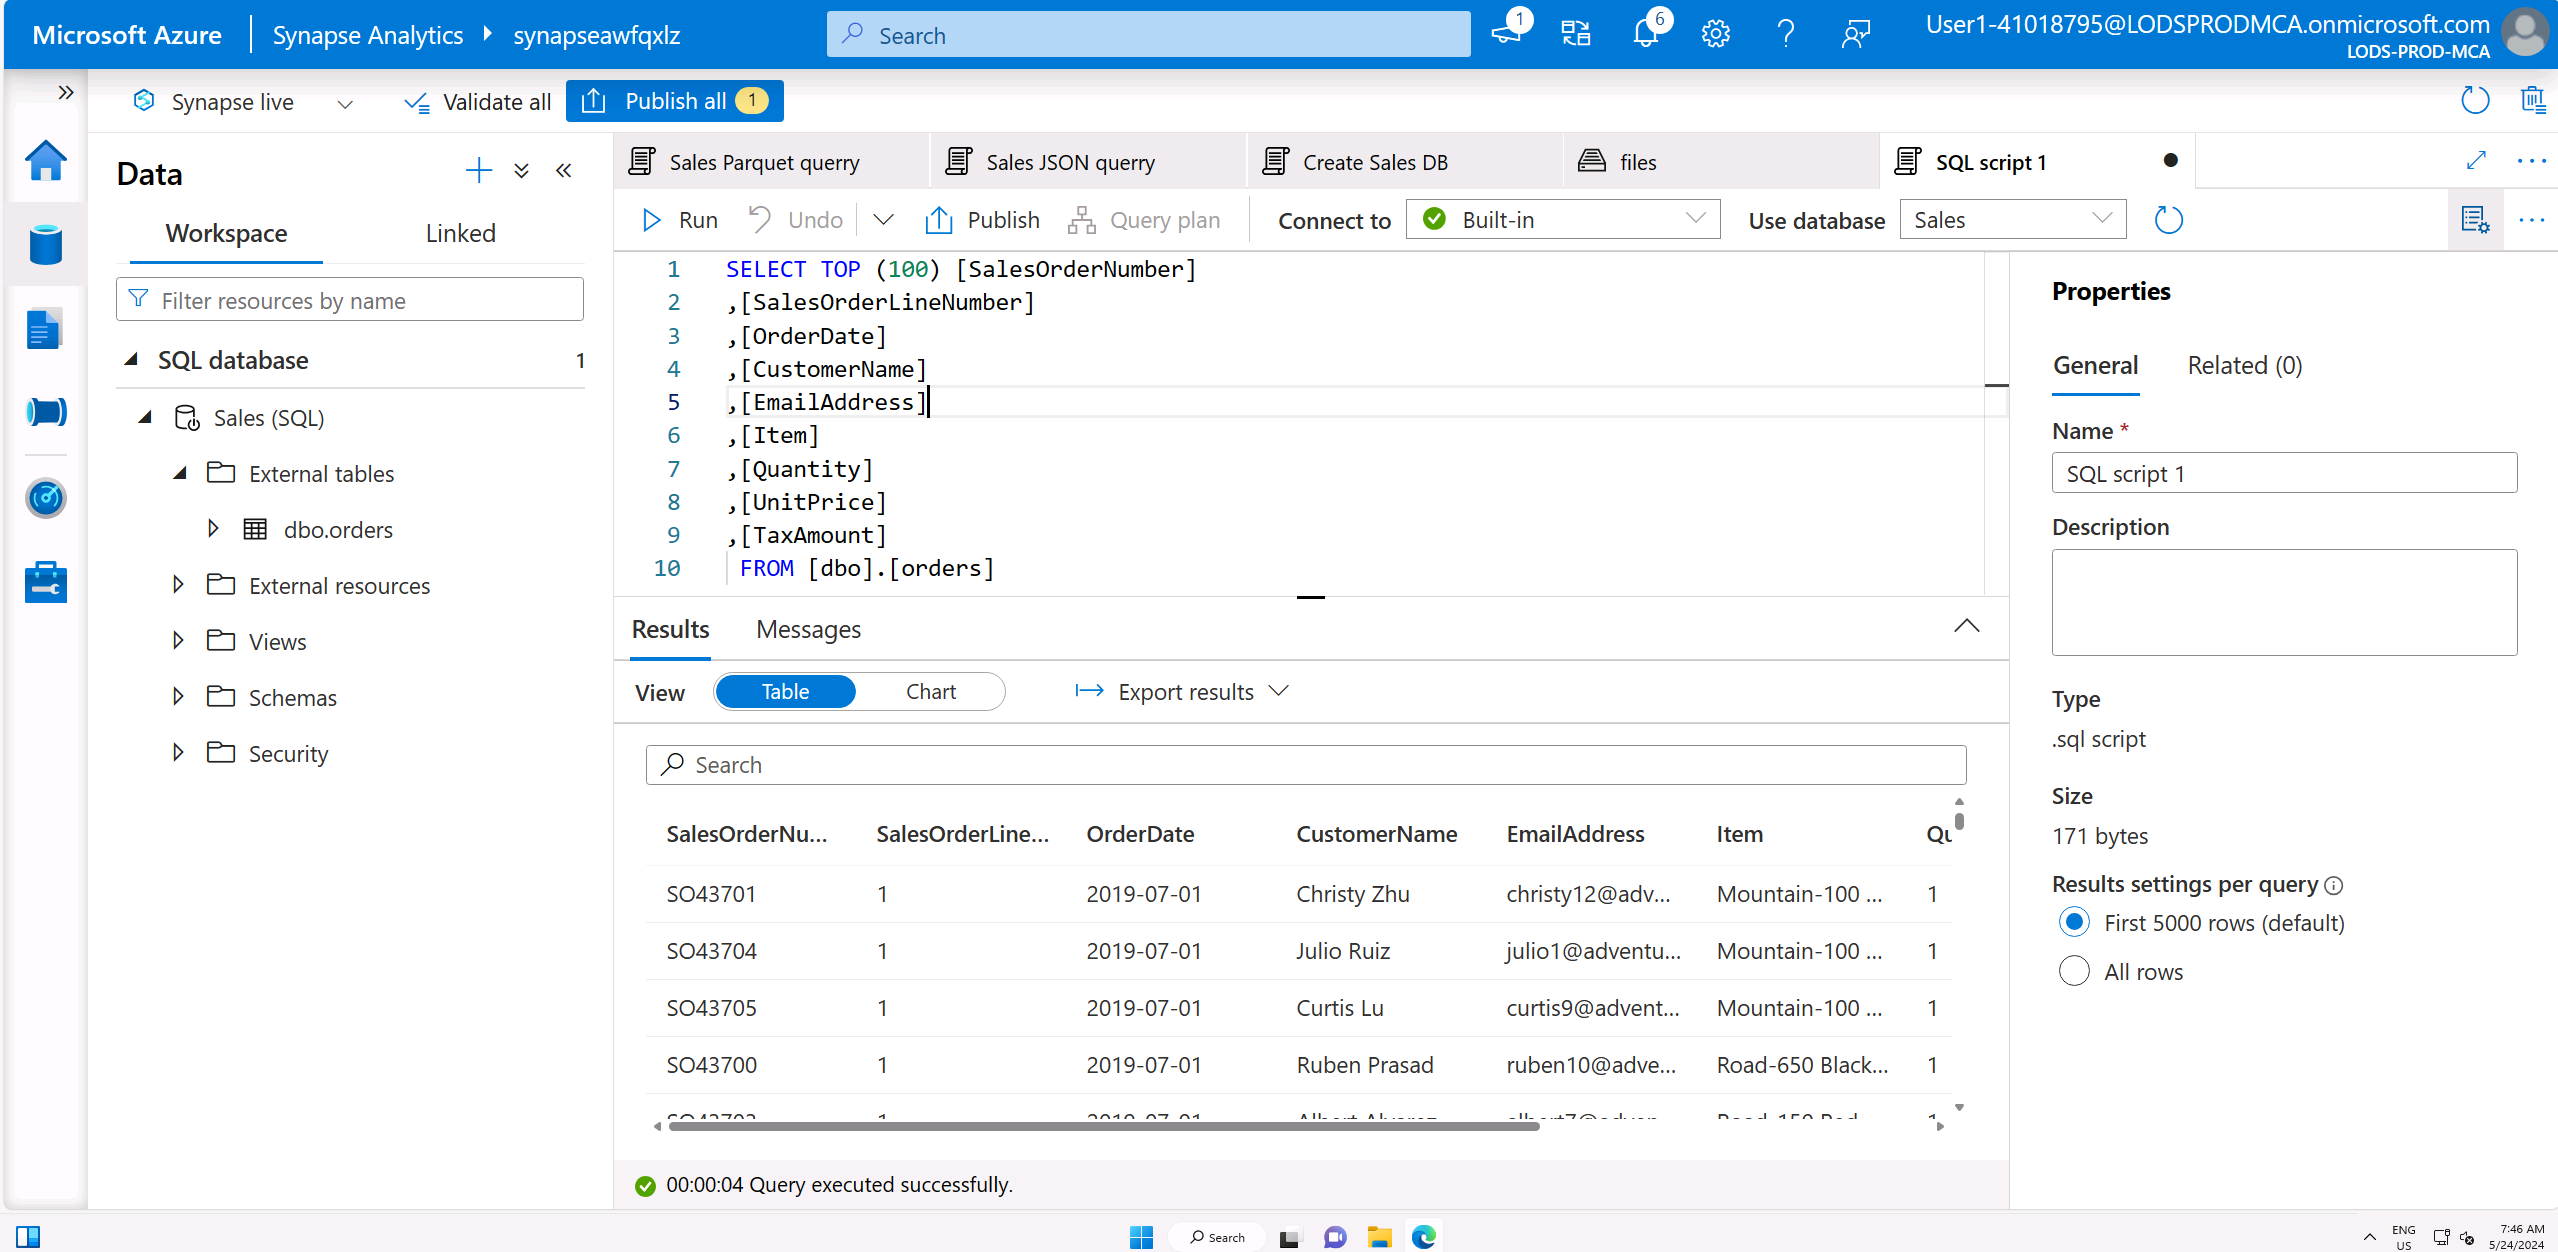 Microsoft Azure
Synapse Analytics
synapseawfqxlz
Search
1
6
User1-41018795@LODSPRODMCA.onmicrosoft.com
LODS-PROD-MCA
Synapse live
Validate all
Publish all 1
Data
Workspace
Linked
Filter resources by name
SQL database 1
Sales (SQL)
External tables
dbo.orders
External resources
Views
Schemas
Security
Sales Parquet querry
Sales JSON querry
Create Sales DB
files
SQL script 1
Run
Undo
Publish
Query plan
Connect to
Built-in
Use database
Sales
1 SELECT TOP (100) [SalesOrderNumber]
2 ,[SalesOrderLineNumber]
3 ,[OrderDate]
4 ,[CustomerName]
5 ,[EmailAddress]
6 ,[Item]
7 ,[Quantity]
8 ,[UnitPrice]
9 ,[TaxAmount]
10 FROM [dbo].[orders]
Results
Messages
View
Table
Chart
Export results
Search
SalesOrderNu... SalesOrderLine... OrderDate CustomerName EmailAddress Item
SO43701 1 2019-07-01 Christy Zhu christy12@adv... Mountain-100 ... 1
SO43704 1 2019-07-01 Julio Ruiz julio1@adventu... Mountain-100 ... 1
SO43705 1 2019-07-01 Curtis Lu curtis9@advent... Mountain-100 ... 1
SO43700 1 2019-07-01 Ruben Prasad ruben10@adve... Road-650 Black... 1
00:00:04 Query executed successfully.
Properties
General
Related (0)
Name *
SQL script 1
Description
Type
.sql script
Size
171 bytes
Results settings per query
First 5000 rows (default)
All rows
Search
ENG
US
7:46 AM
5/24/2024